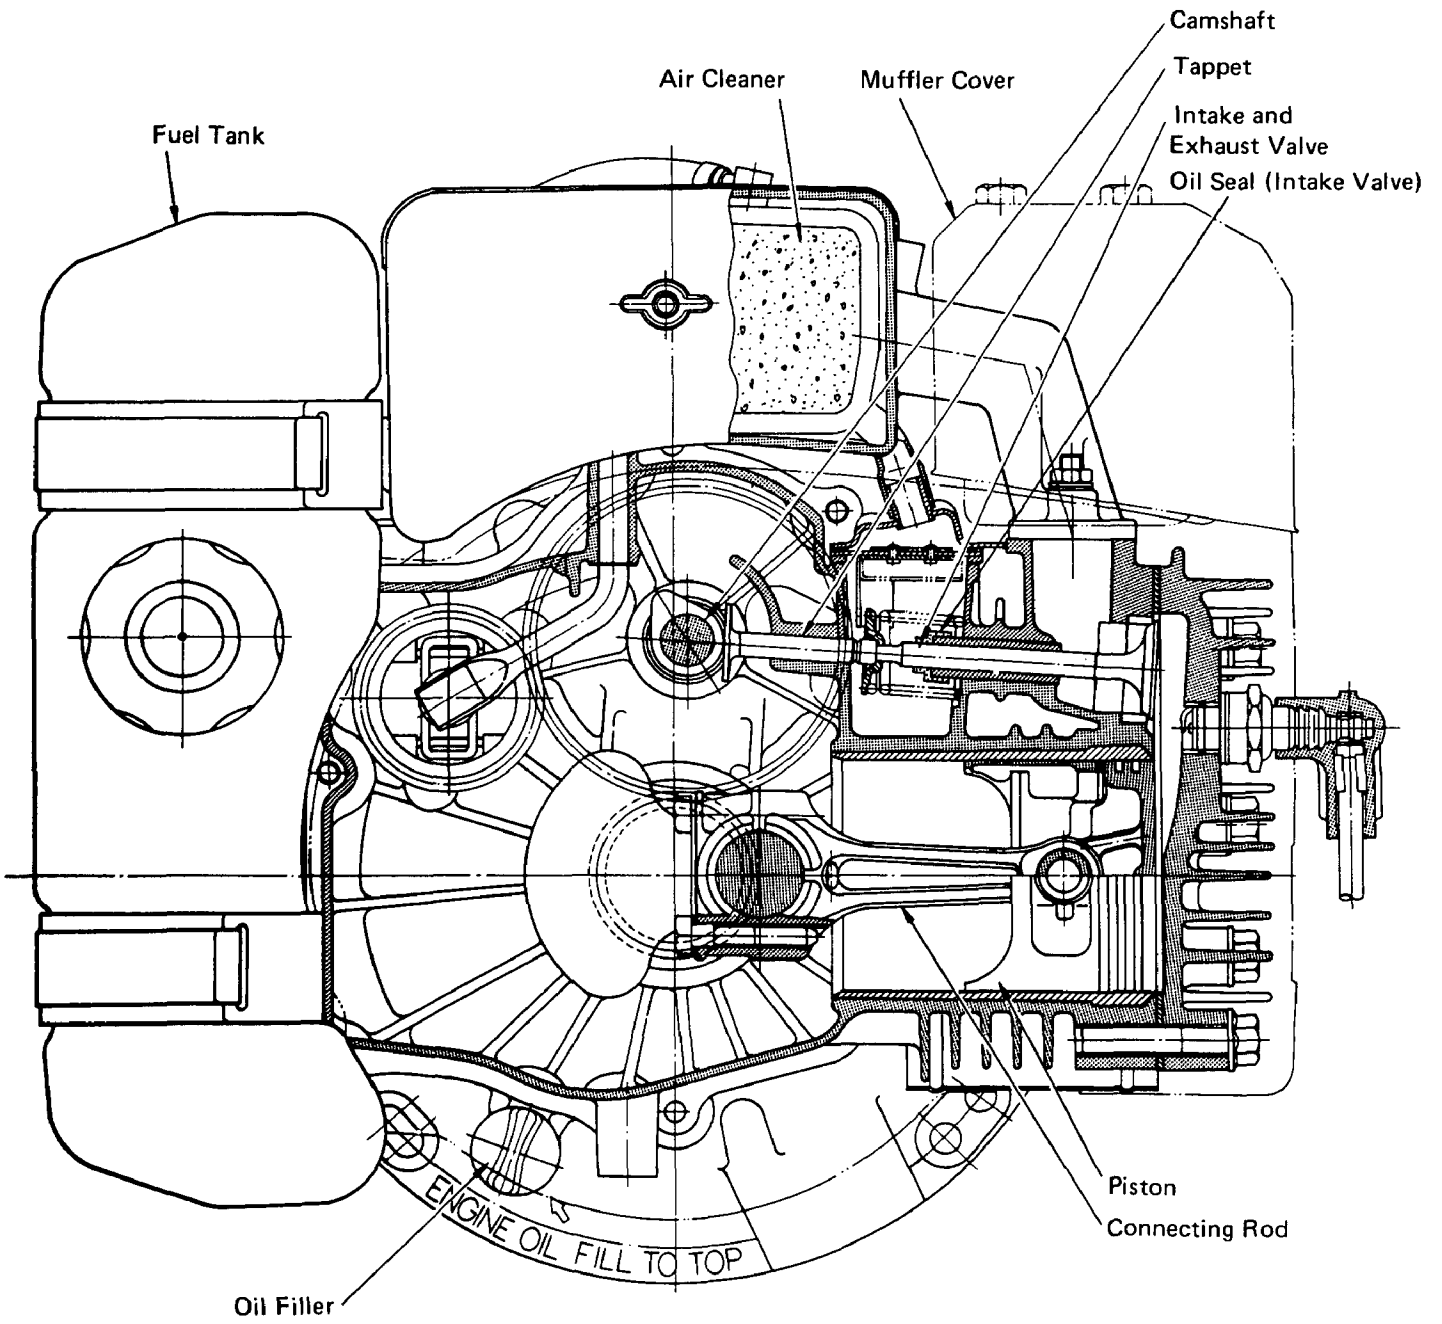 Camshaft
Tappet
Air Cleaner
Muffler Cover
Intake and
Exhaust Valve
Fuel Tank
Oil Seal (Intake Valve)
Piston
Connecting Rod
ENGINE OIL FILL TO TOP
Oil Filler